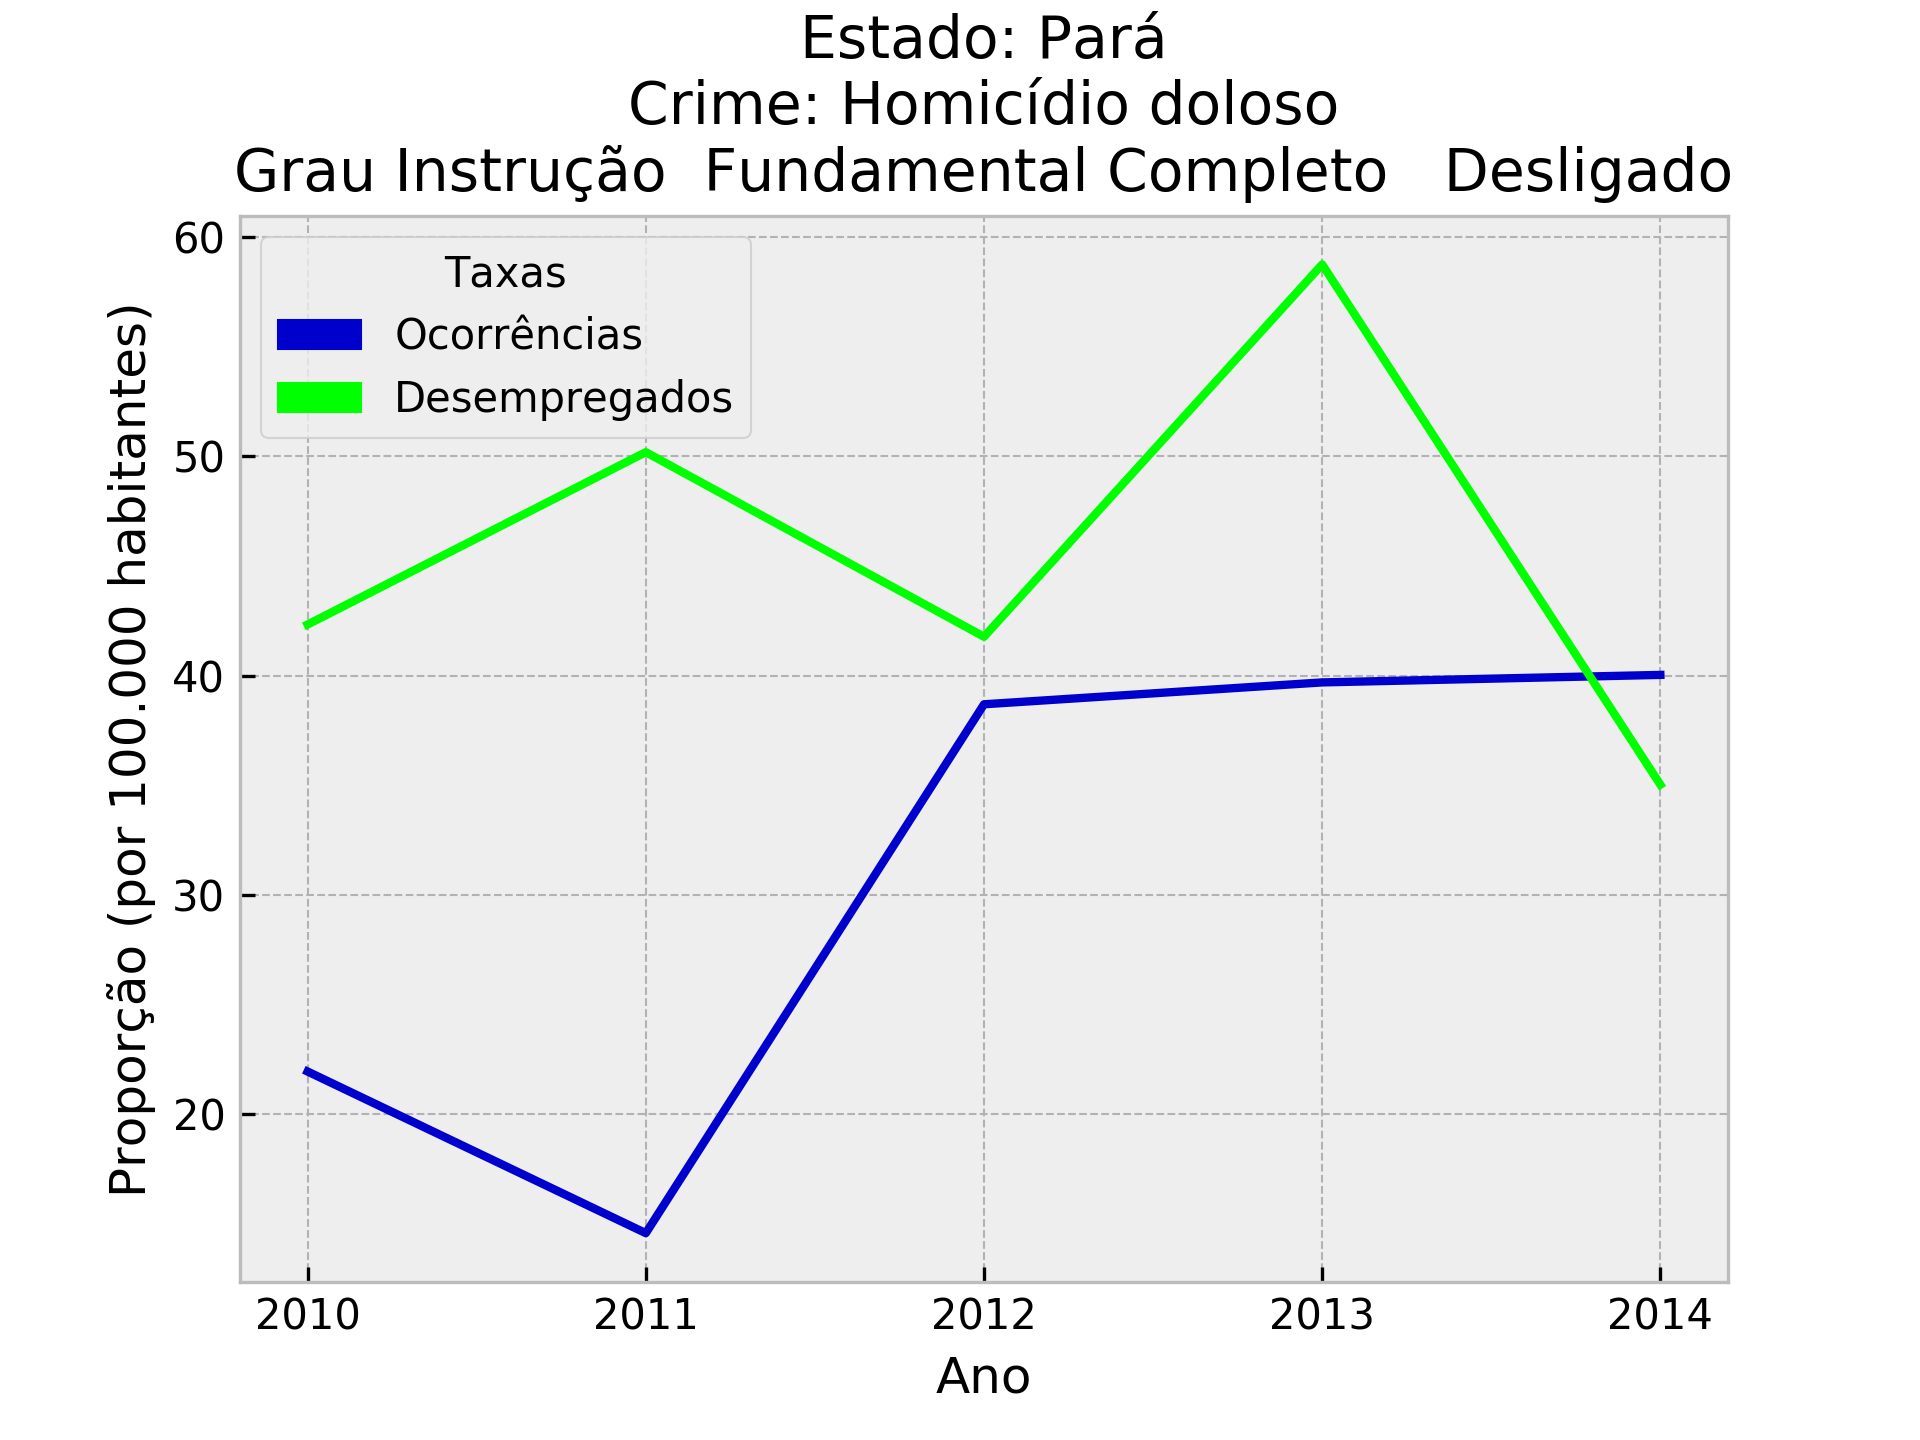 Estado: Pará
Crime: Homicídio doloso
Grau Instrução  Fundamental Completo   Desligado
Proporção (por 100.000 habitantes)
60
50
40
30
20
Taxas
Ocorrências
Desempregados
2010 2011 2012 2013 2014
Ano